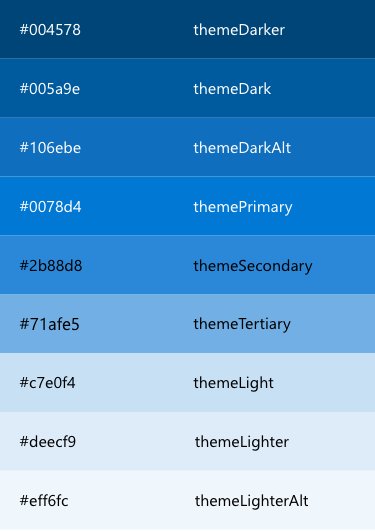 #004578 themeDarker
#005a9e themeDark
#106ebe themeDarkAlt
#0078d4 themePrimary
#2b88d8 themeSecondary
#71afe5 themeTertiary
#c7e0f4 themeLight
#deecf9 themeLighter
#eff6fc themeLighterAlt